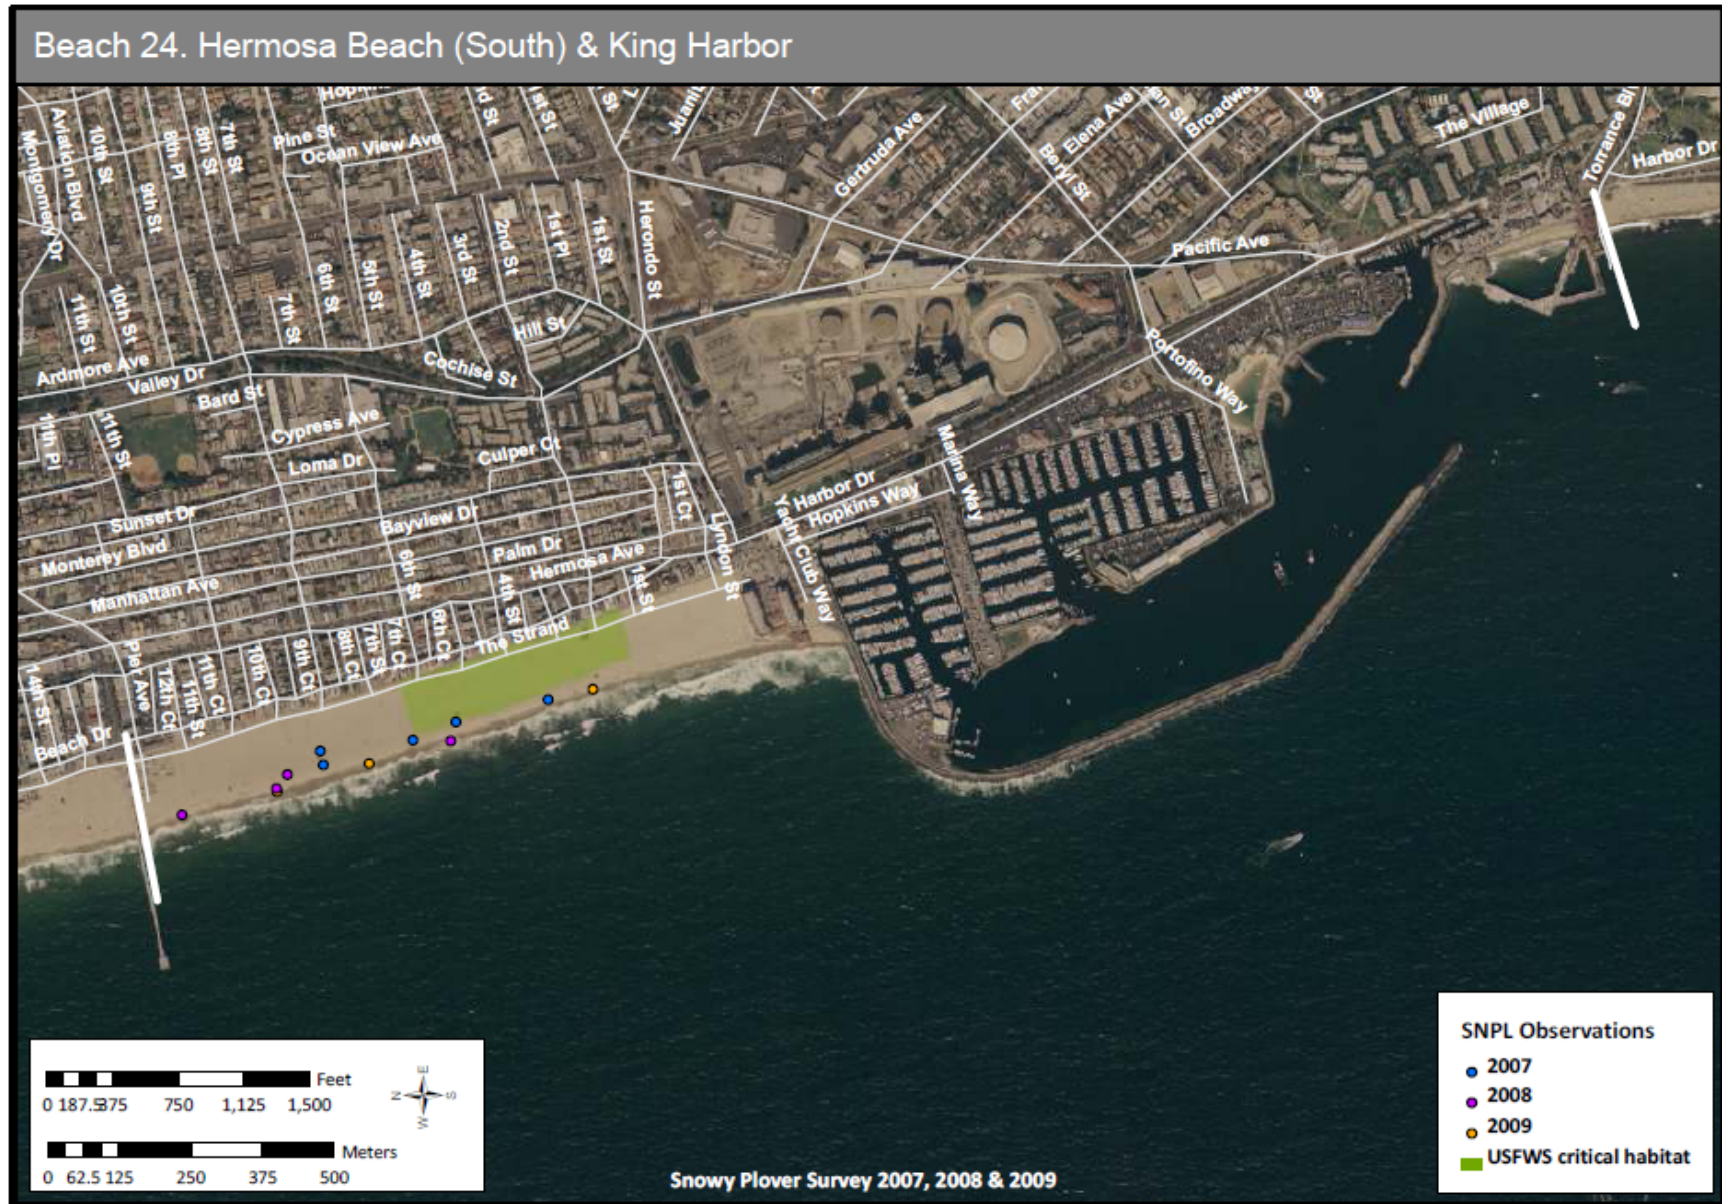 Beach 24. Hermosa Beach (South) & King Harbor
Aviation Blvd
Montgomery Dr
10th St
9th St
8th Pl
8th St
7th St
Pine St
Ocean View Ave
1st St
Gertruda Ave
Elena Ave
Beryl St
Broadway
The Village
Torrance Bl
Harbor Dr
Pacific Ave
Herondo St
1st St
1st Pl
2nd St
3rd St
4th St
5th St
6th St
7th St
10th St
11th St
Ardmore Ave
Valley Dr
Hill St
Cochise St
Bard St
Cypress Ave
Loma Dr
Culper Ct
11th Pl
11th St
Portofino Way
Marina Way
Harbor Dr
Hopkins Way
Yacht Club Way
Lyndon St
1st Ct
Sunset Dr
Bayview Dr
Monterey Blvd
Palm Dr
Hermosa Ave
Manhattan Ave
6th St
4th St
1st St
The Strand
6th Ct
7th Ct
7th St
8th Ct
9th Ct
10th Ct
11th Ct
11th St
12th Ct
Pier Ave
14th St
Beach Dr
Feet
0 187.5 375 750 1,125 1,500
Meters
0 62.5 125 250 375 500
N E S W
Snowy Plover Survey 2007, 2008 & 2009
SNPL Observations
2007
2008
2009
USFWS critical habitat